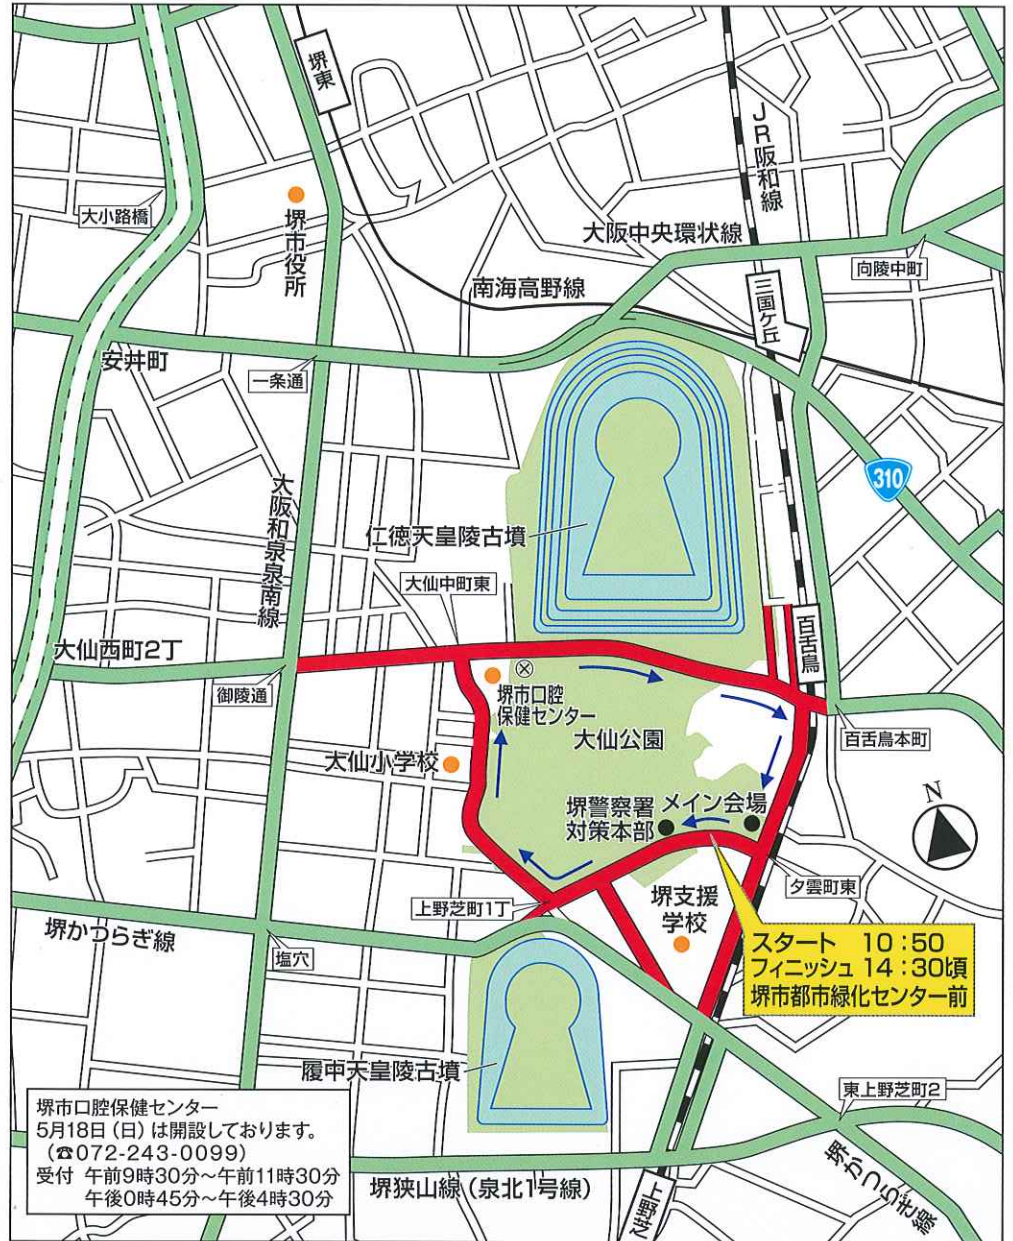 堺東
JR阪和線
大小路橋
堺市役所
大阪中央環状線
向陵中町
南海高野線
三国ケ丘
安井町
一条通
310
大阪和泉泉南線
仁徳天皇陵古墳
大仙中町東
大仙西町2丁
百舌鳥
御陵通
堺市口腔
保健センター
大仙公園
百舌鳥本町
大仙小学校
堺警察署
対策本部
メイン会場
N
夕雲町東
上野芝町1丁
堺支援
学校
堺かつらぎ線
塩穴
スタート 10:50
フィニッシュ 14:30頃
堺市都市緑化センター前
履中天皇陵古墳
東上野芝町2
堺市口腔保健センター
5月18日(日)は開設しております。
(☎072-243-0099)
受付 午前9時30分~午前11時30分
午後0時45分~午後4時30分
堺狭山線(泉北1号線)
上野芝
堺かつらぎ線